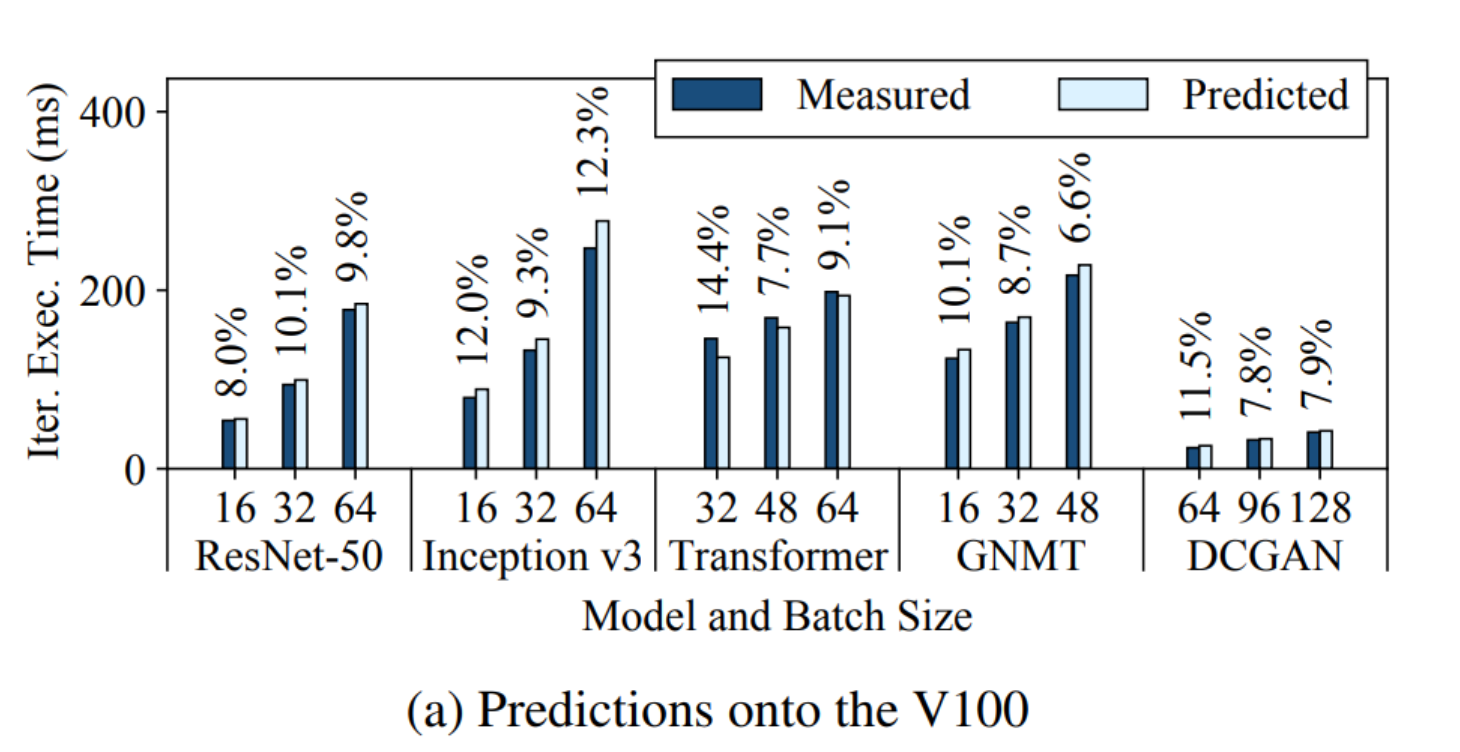 Measured Predicted
Iter. Exec. Time (ms)
400
200
0
8.0% 10.1% 9.8% 12.0% 9.3% 12.3% 14.4% 7.7% 9.1% 10.1% 8.7% 6.6% 11.5% 7.8% 7.9%
16 32 64 16 32 64 32 48 64 16 32 48 64 96 128
ResNet-50 Inception v3 Transformer GNMT DCGAN
Model and Batch Size
(a) Predictions onto the V100